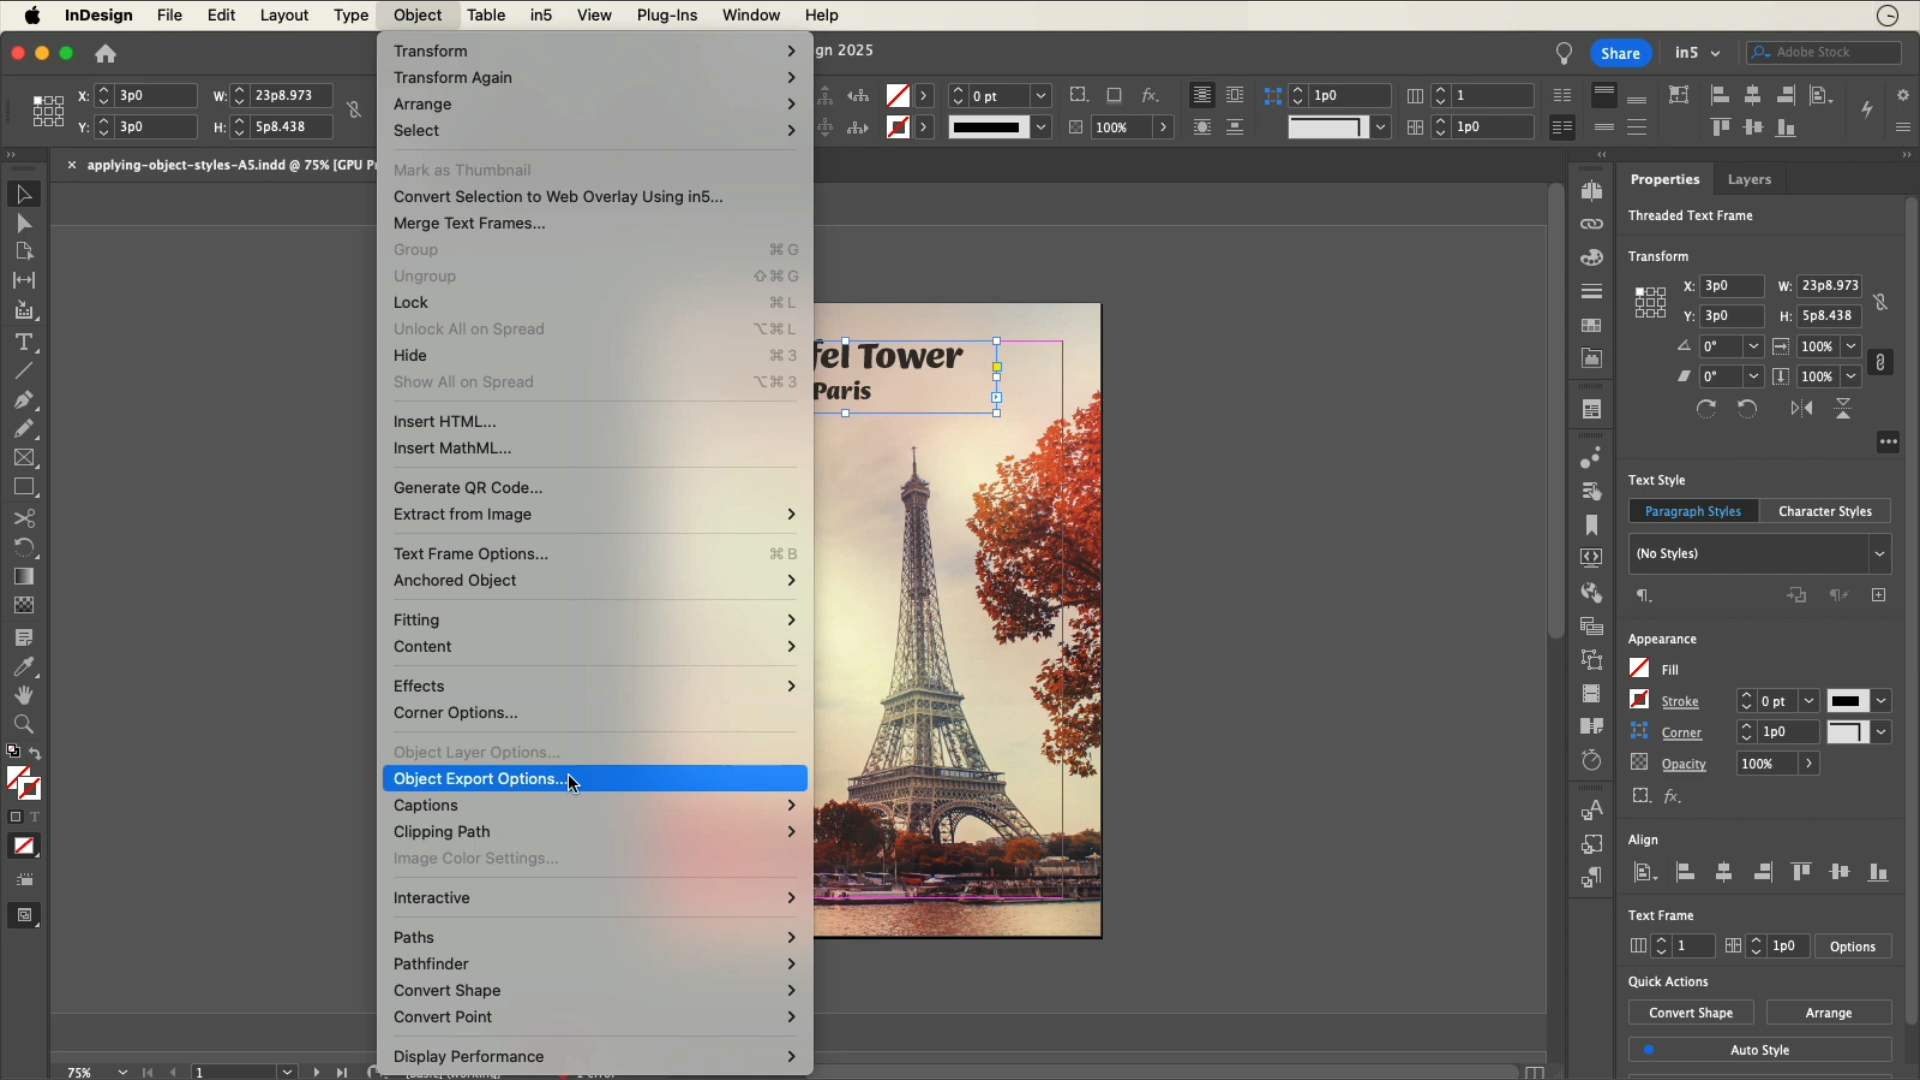 InDesign File Edit Layout Type Object Table in5 View Plug-Ins Window Help
gn 2025
Share
in5
Adobe Stock
X: 3p0
W: 23p8.973
0 pt
1p0
1
Y: 3p0
H: 5p8.438
100%
1p0
applying-object-styles-A5.indd @ 75% [GPU
Transform
Transform Again
Arrange
Select
Mark as Thumbnail
Convert Selection to Web Overlay Using in5...
Merge Text Frames...
Group ⌘ G
Ungroup ⇧⌘ G
Lock ⌘ L
Unlock All on Spread ⌥⌘ L
Hide ⌘ 3
Show All on Spread ⌥⌘ 3
Insert HTML...
Insert MathML...
Generate QR Code...
Extract from Image
Text Frame Options... ⌘ B
Anchored Object
Fitting
Content
Effects
Corner Options...
Object Layer Options...
Object Export Options...
Captions
Clipping Path
Image Color Settings...
Interactive
Paths
Pathfinder
Convert Shape
Convert Point
Display Performance
fel Tower
Paris
Properties Layers
Threaded Text Frame
Transform
X: 3p0 W: 23p8.973
Y: 3p0 H: 5p8.438
0° 100%
0° 100%
Text Style
Paragraph Styles Character Styles
(No Styles)
Appearance
Fill
Stroke 0 pt
Corner 1p0
Opacity 100%
fx.
Align
Text Frame
1 1p0 Options
Quick Actions
Convert Shape Arrange
Auto Style
75% 1